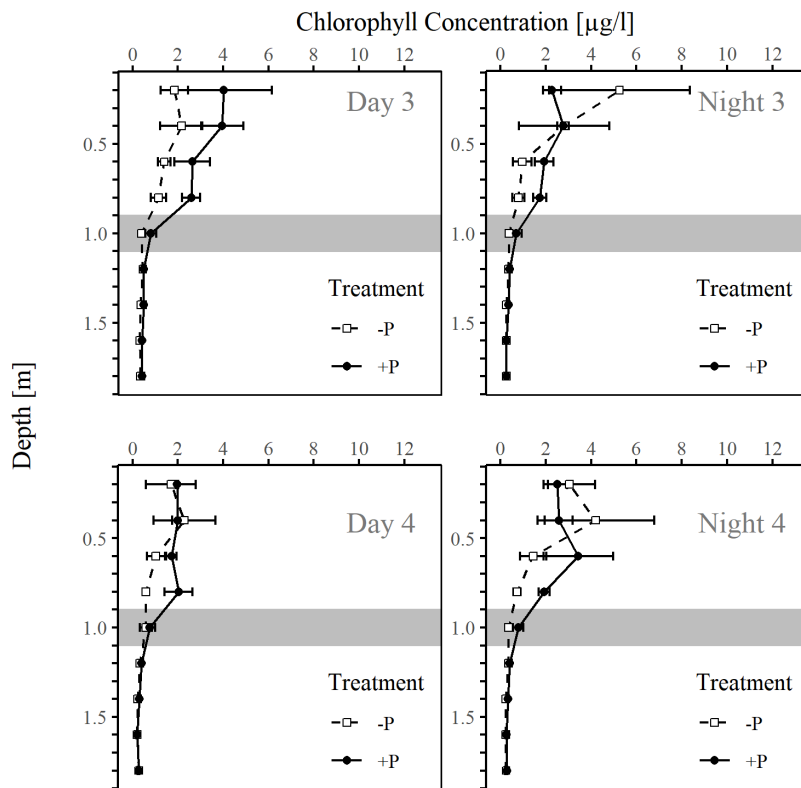 Chlorophyll Concentration [µg/l]
0 2 4 6 8 10 12
0 2 4 6 8 10 12
Day 3
Night 3
0.5
1.0
1.5
0.5
1.0
1.5
Treatment
-P
+P
Treatment
-P
+P
Depth [m]
0 2 4 6 8 10 12
0 2 4 6 8 10 12
Day 4
Night 4
0.5
1.0
1.5
0.5
1.0
1.5
Treatment
-P
+P
Treatment
-P
+P